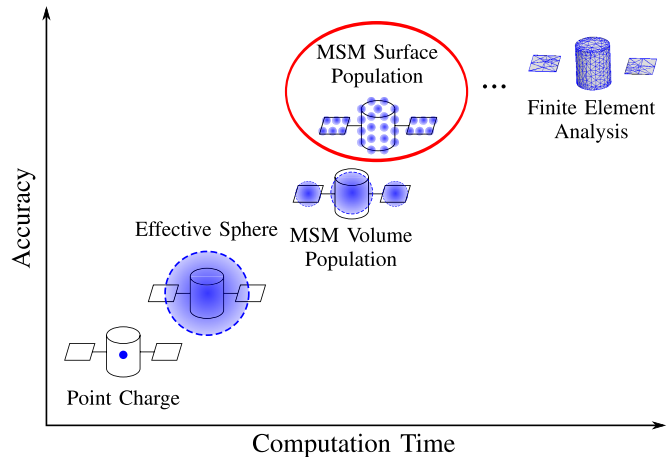 MSM Surface
Population
...
Finite Element
Analysis
Effective Sphere
MSM Volume
Population
Point Charge
Accuracy
Computation Time